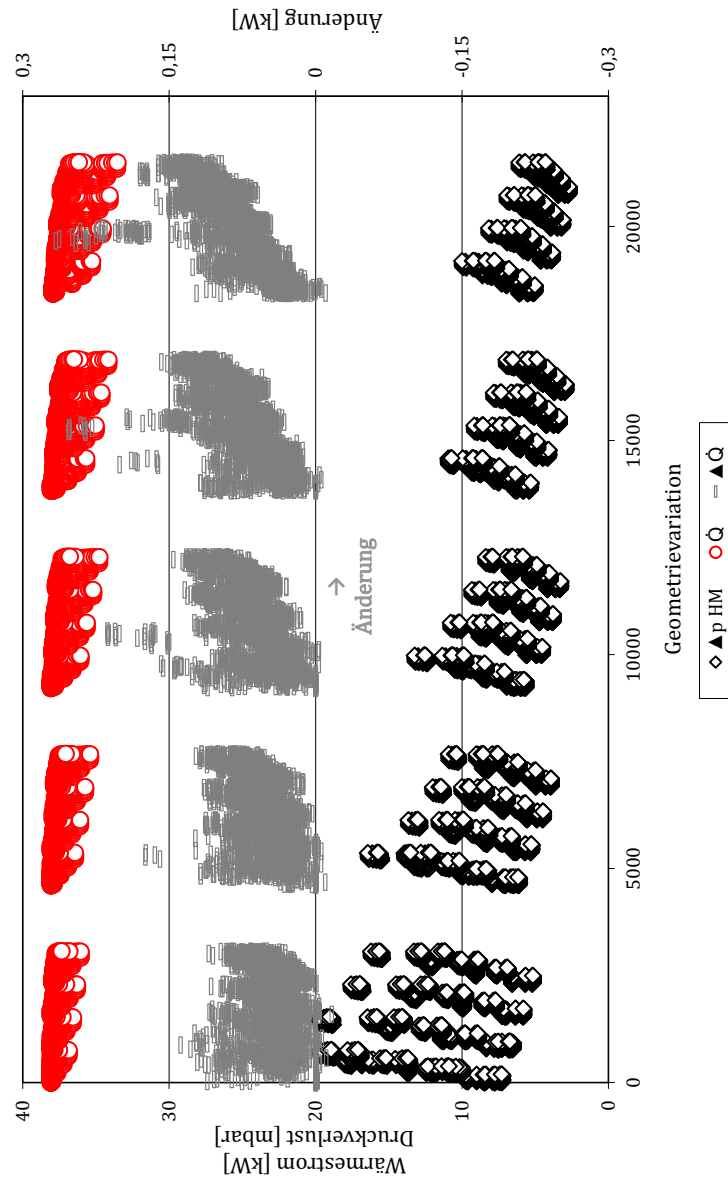 Wärmestrom [kW]
Druckverlust [mbar]
Änderung [kW]
40
30
20
10
0
0,3
0,15
0
-0,15
-0,3
→
Änderung
0
5000
10000
15000
20000
Geometrievariation
◇ ▲p HM ○ Q̇ ▭ ▲Q̇